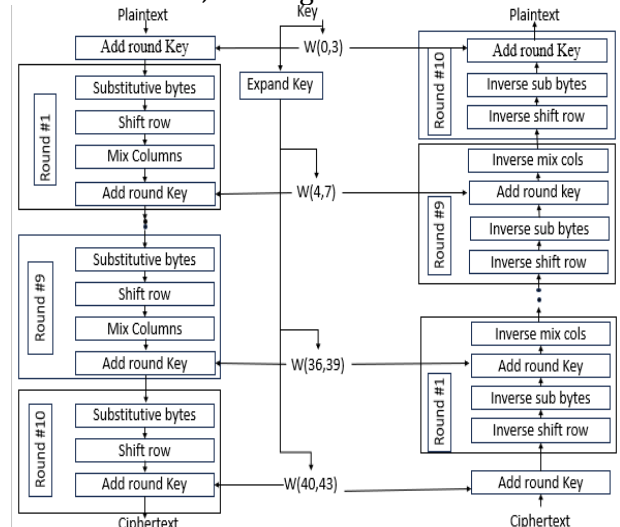 Plaintext
Add round Key
Round #1
Substitutive bytes
Shift row
Mix Columns
Add round Key
Round #9
Substitutive bytes
Shift row
Mix Columns
Add round Key
Round #10
Substitutive bytes
Shift row
Add round Key
Ciphertext
Key
W(0,3)
Expand Key
W(4,7)
W(36,39)
W(40,43)
Plaintext
Round #10
Add round Key
Inverse sub bytes
Inverse shift row
Round #9
Inverse mix cols
Add round key
Inverse sub bytes
Inverse shift row
Round #1
Inverse mix cols
Add round Key
Inverse sub bytes
Inverse shift row
Add round Key
Ciphertext